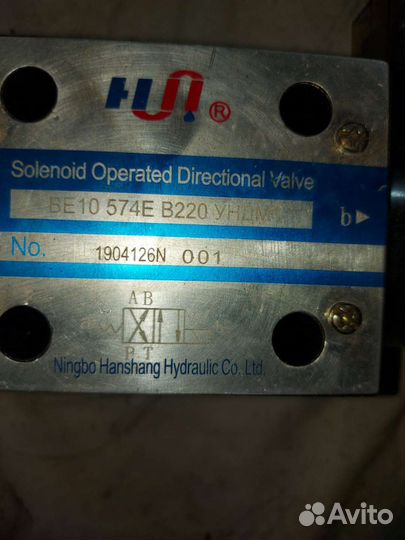 HUI®
Solenoid Operated Directional Valve
ВЕ10 574Е В220 УНДМ
b
No. 1904126N 001
A B
P T
Ningbo Hanshang Hydraulic Co. Ltd.
Avito